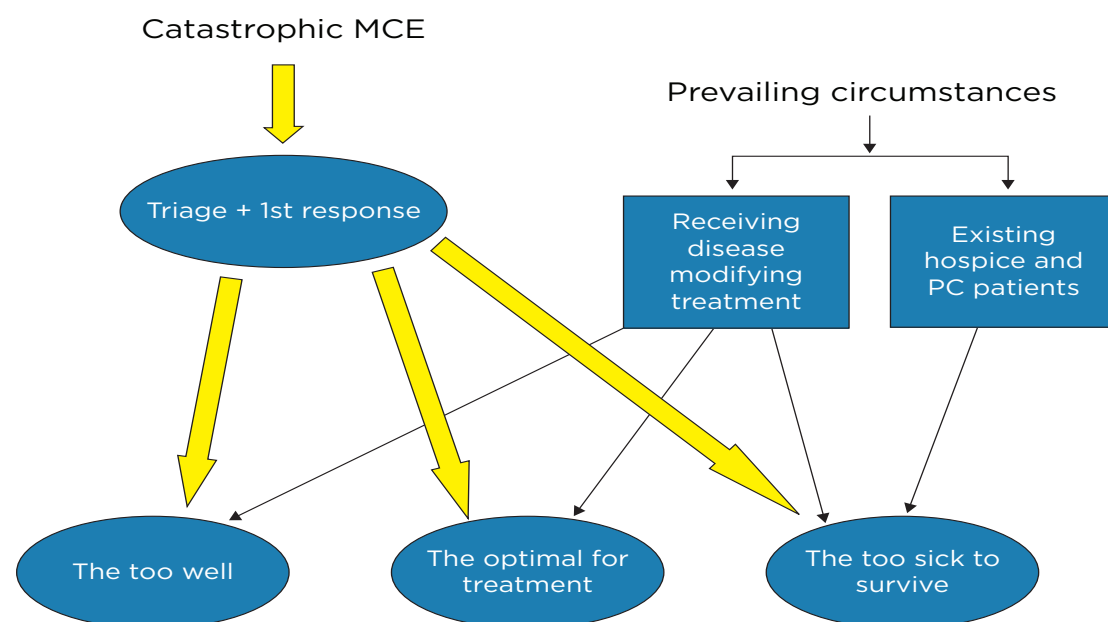 Catastrophic MCE
Prevailing circumstances
Triage + 1st response
Receiving
disease
modifying
treatment
Existing
hospice and
PC patients
The too well
The optimal for
treatment
The too sick to
survive